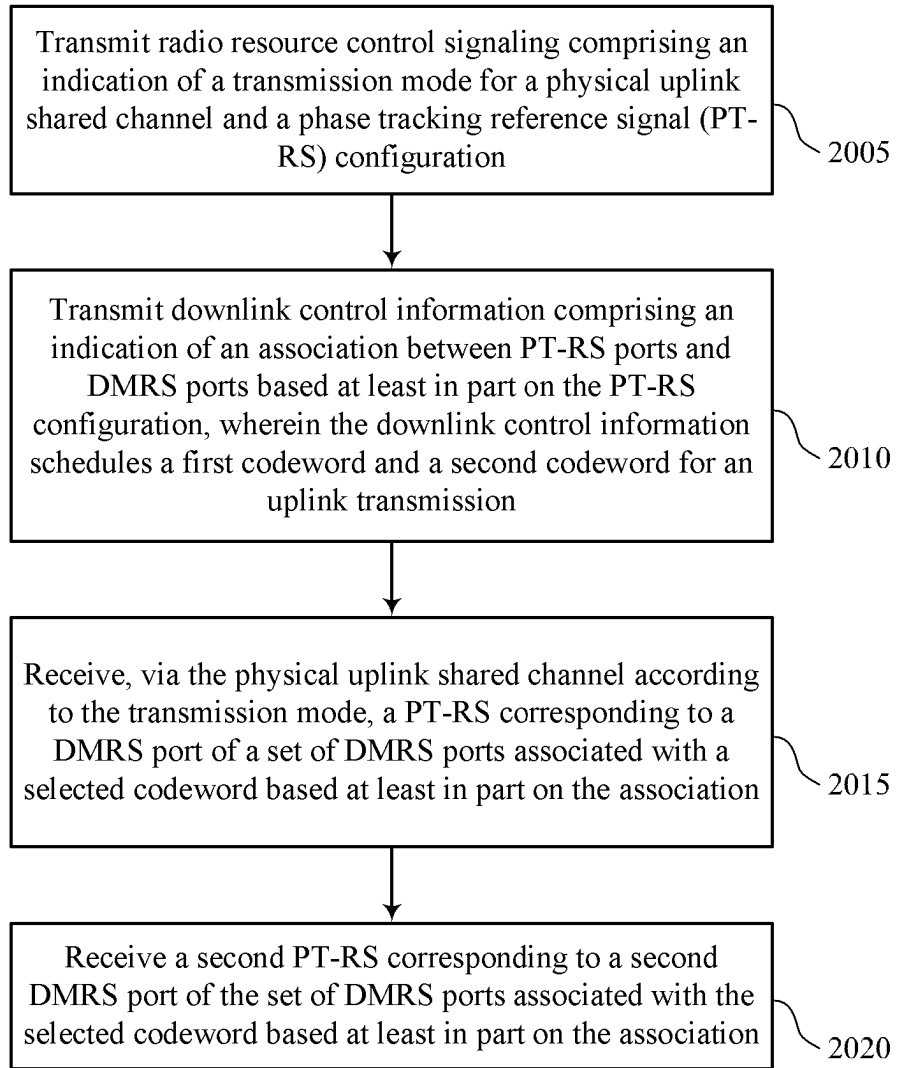 Transmit radio resource control signaling comprising an
indication of a transmission mode for a physical uplink
shared channel and a phase tracking reference signal (PT-
RS) configuration
2005
Transmit downlink control information comprising an
indication of an association between PT-RS ports and
DMRS ports based at least in part on the PT-RS
configuration, wherein the downlink control information
schedules a first codeword and a second codeword for an
uplink transmission
2010
Receive, via the physical uplink shared channel according
to the transmission mode, a PT-RS corresponding to a
DMRS port of a set of DMRS ports associated with a
selected codeword based at least in part on the association
2015
Receive a second PT-RS corresponding to a second
DMRS port of the set of DMRS ports associated with the
selected codeword based at least in part on the association
2020